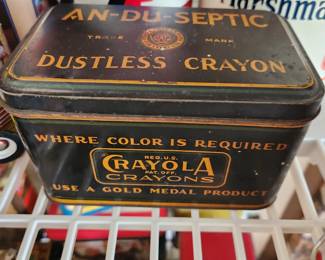 arshm
AN-DU-SEPTIC
TRADE MARK
DUSTLESS CRAYON
WHERE COLOR IS REQUIRED
REG. U.S.
CRAYOLA
PAT. OFF.
CRAYONS
USE A GOLD MEDAL PRODUCT